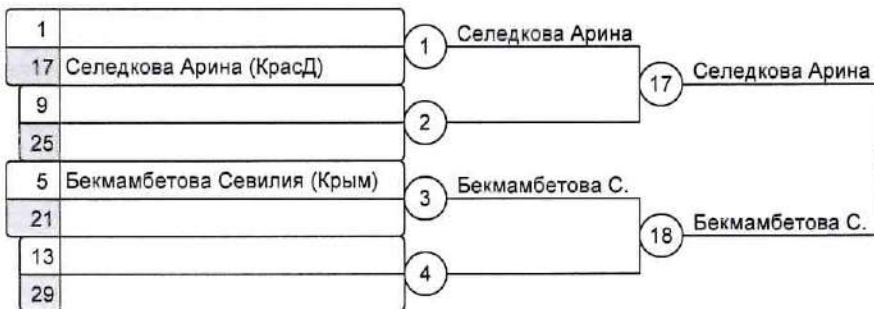 1
17 Селедкова Арина (КрасД)
1 Селедкова Арина
9
25
2
17 Селедкова Арина
5 Бекмамбетова Севилия (Крым)
21
3 Бекмамбетова С.
13
29
4
18 Бекмамбетова С.